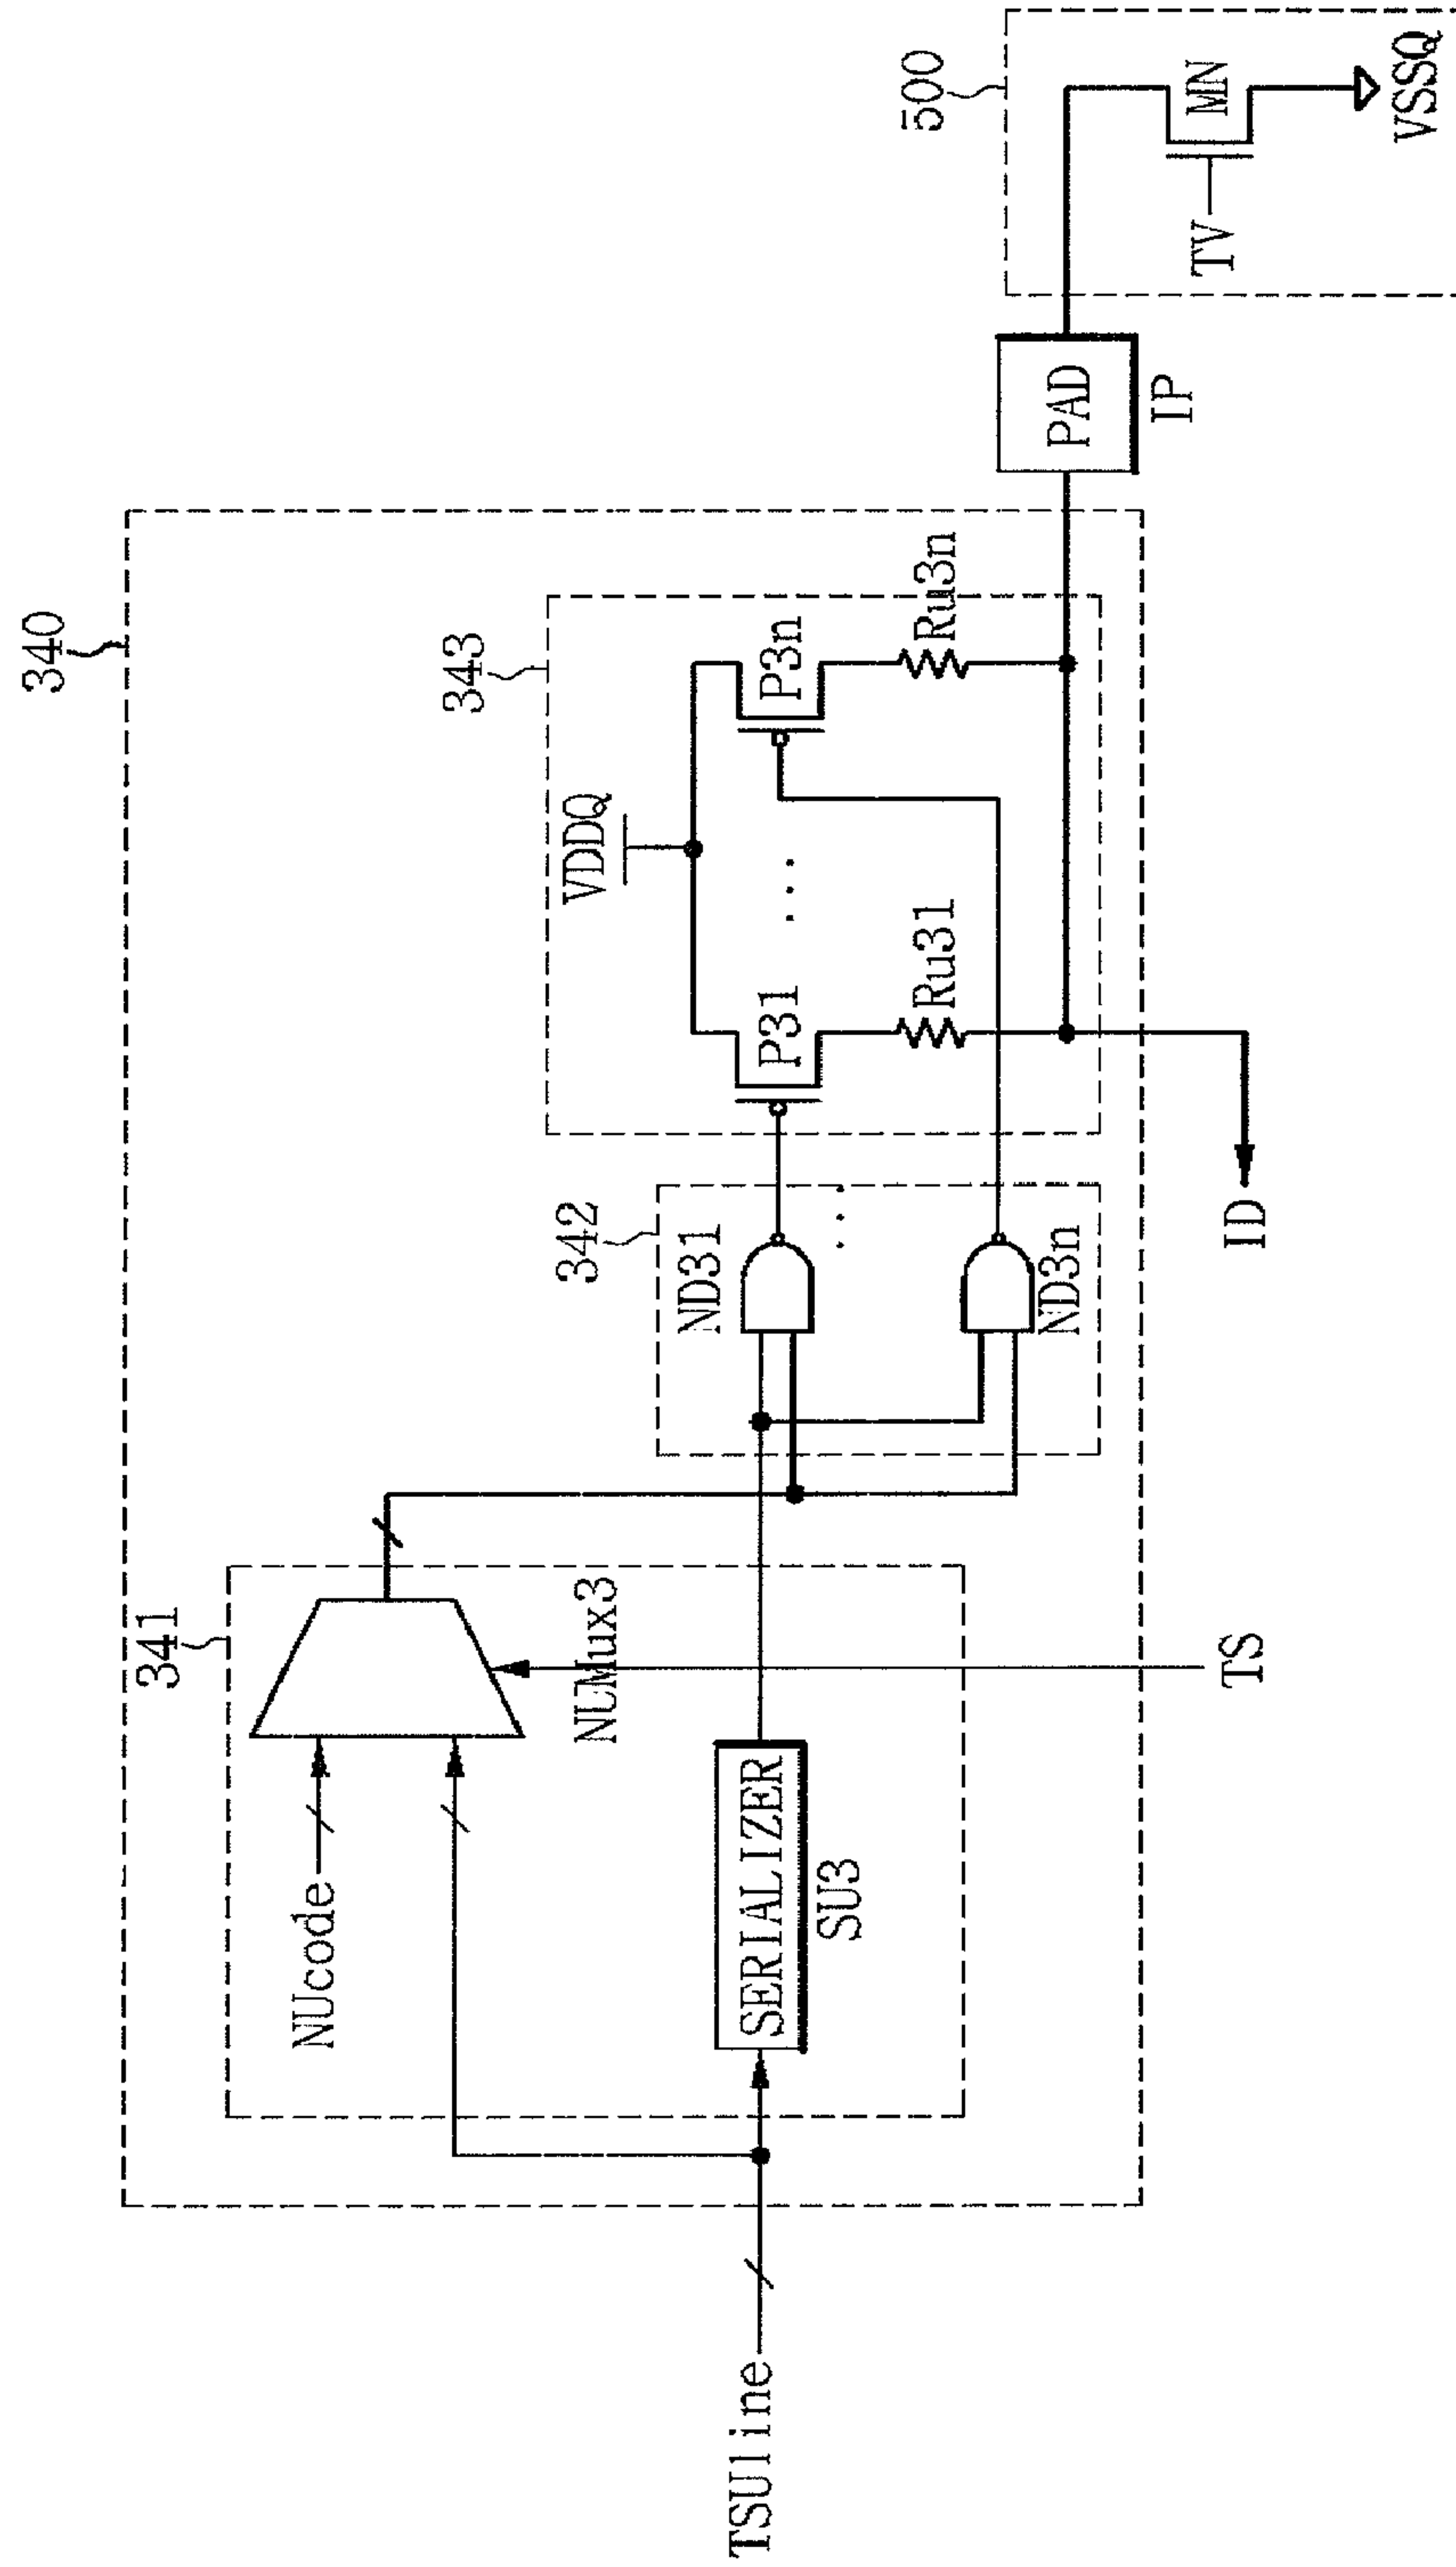 340
343
VDDQ
P31
P3n
Ru31
Ru3n
...
341
NUcode
NUMux3
SERIALIZER
SU3
TSUline
TS
342
ND31
ND3n
...
ID
PAD
IP
500
TV
MN
VSSQ